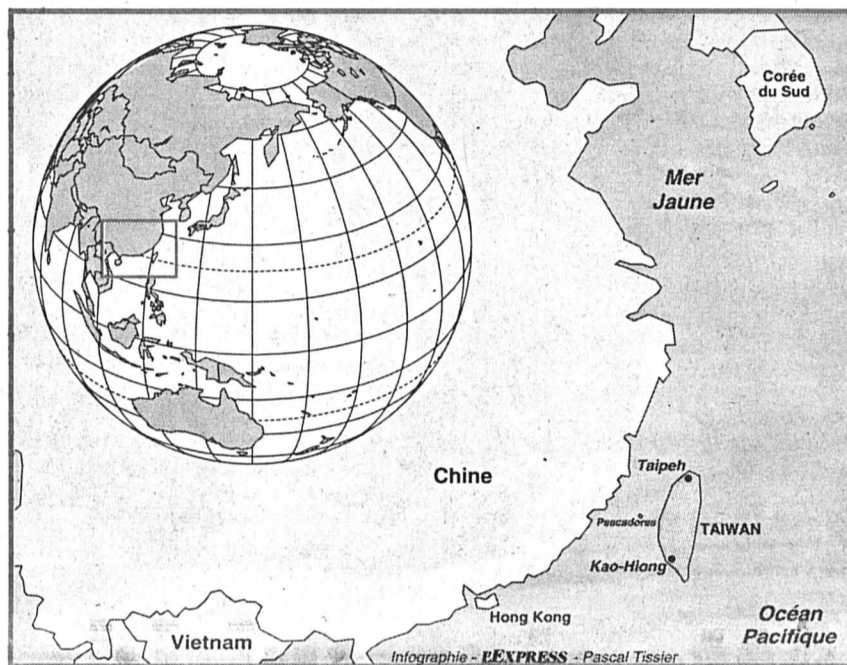 Corée
du Sud
Mer
Jaune
Chine
Taipeh
Pescadores
TAIWAN
Kao-Hiong
Hong Kong
Vietnam
Océan
Pacifique
Infographie - L'EXPRESS - Pascal Tissier